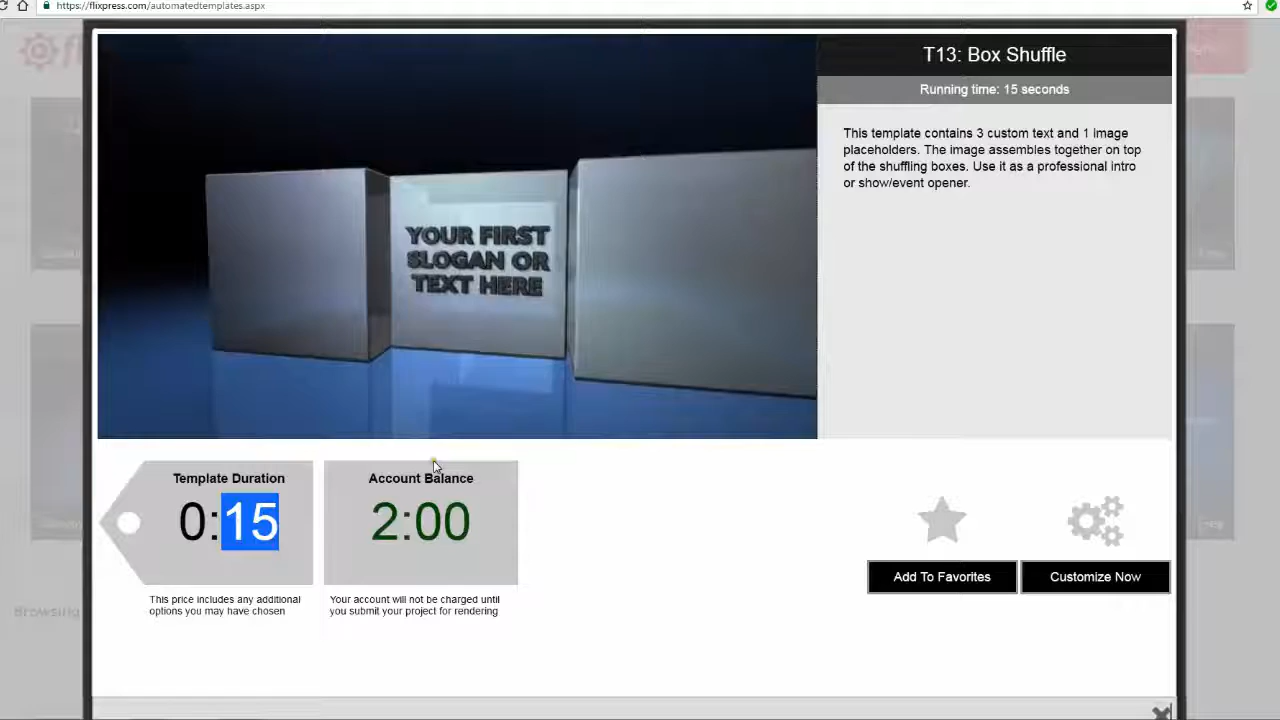 https://flixpress.com/automatedtemplates.aspx
T13: Box Shuffle
Running time: 15 seconds
This template contains 3 custom text and 1 image
placeholders. The image assembles together on top
of the shuffling boxes. Use it as a professional intro
or show/event opener.
YOUR FIRST
SLOGAN OR
TEXT HERE
Template Duration
0:15
This price includes any additional
options you may have chosen
Account Balance
2:00
Your account will not be charged until
you submit your project for rendering
Add To Favorites
Customize Now
Browsing